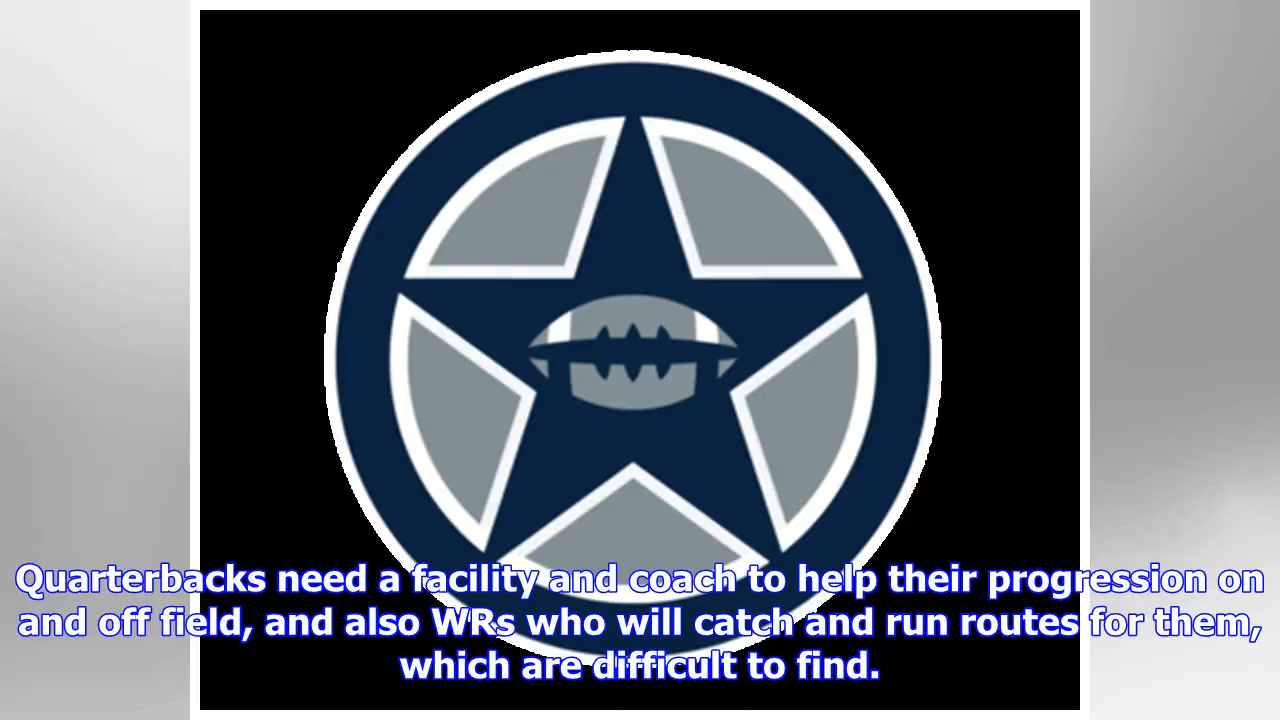 Quarterbacks need a facility and coach to help their progression on
and off field, and also WRs who will catch and run routes for them,
which are difficult to find.